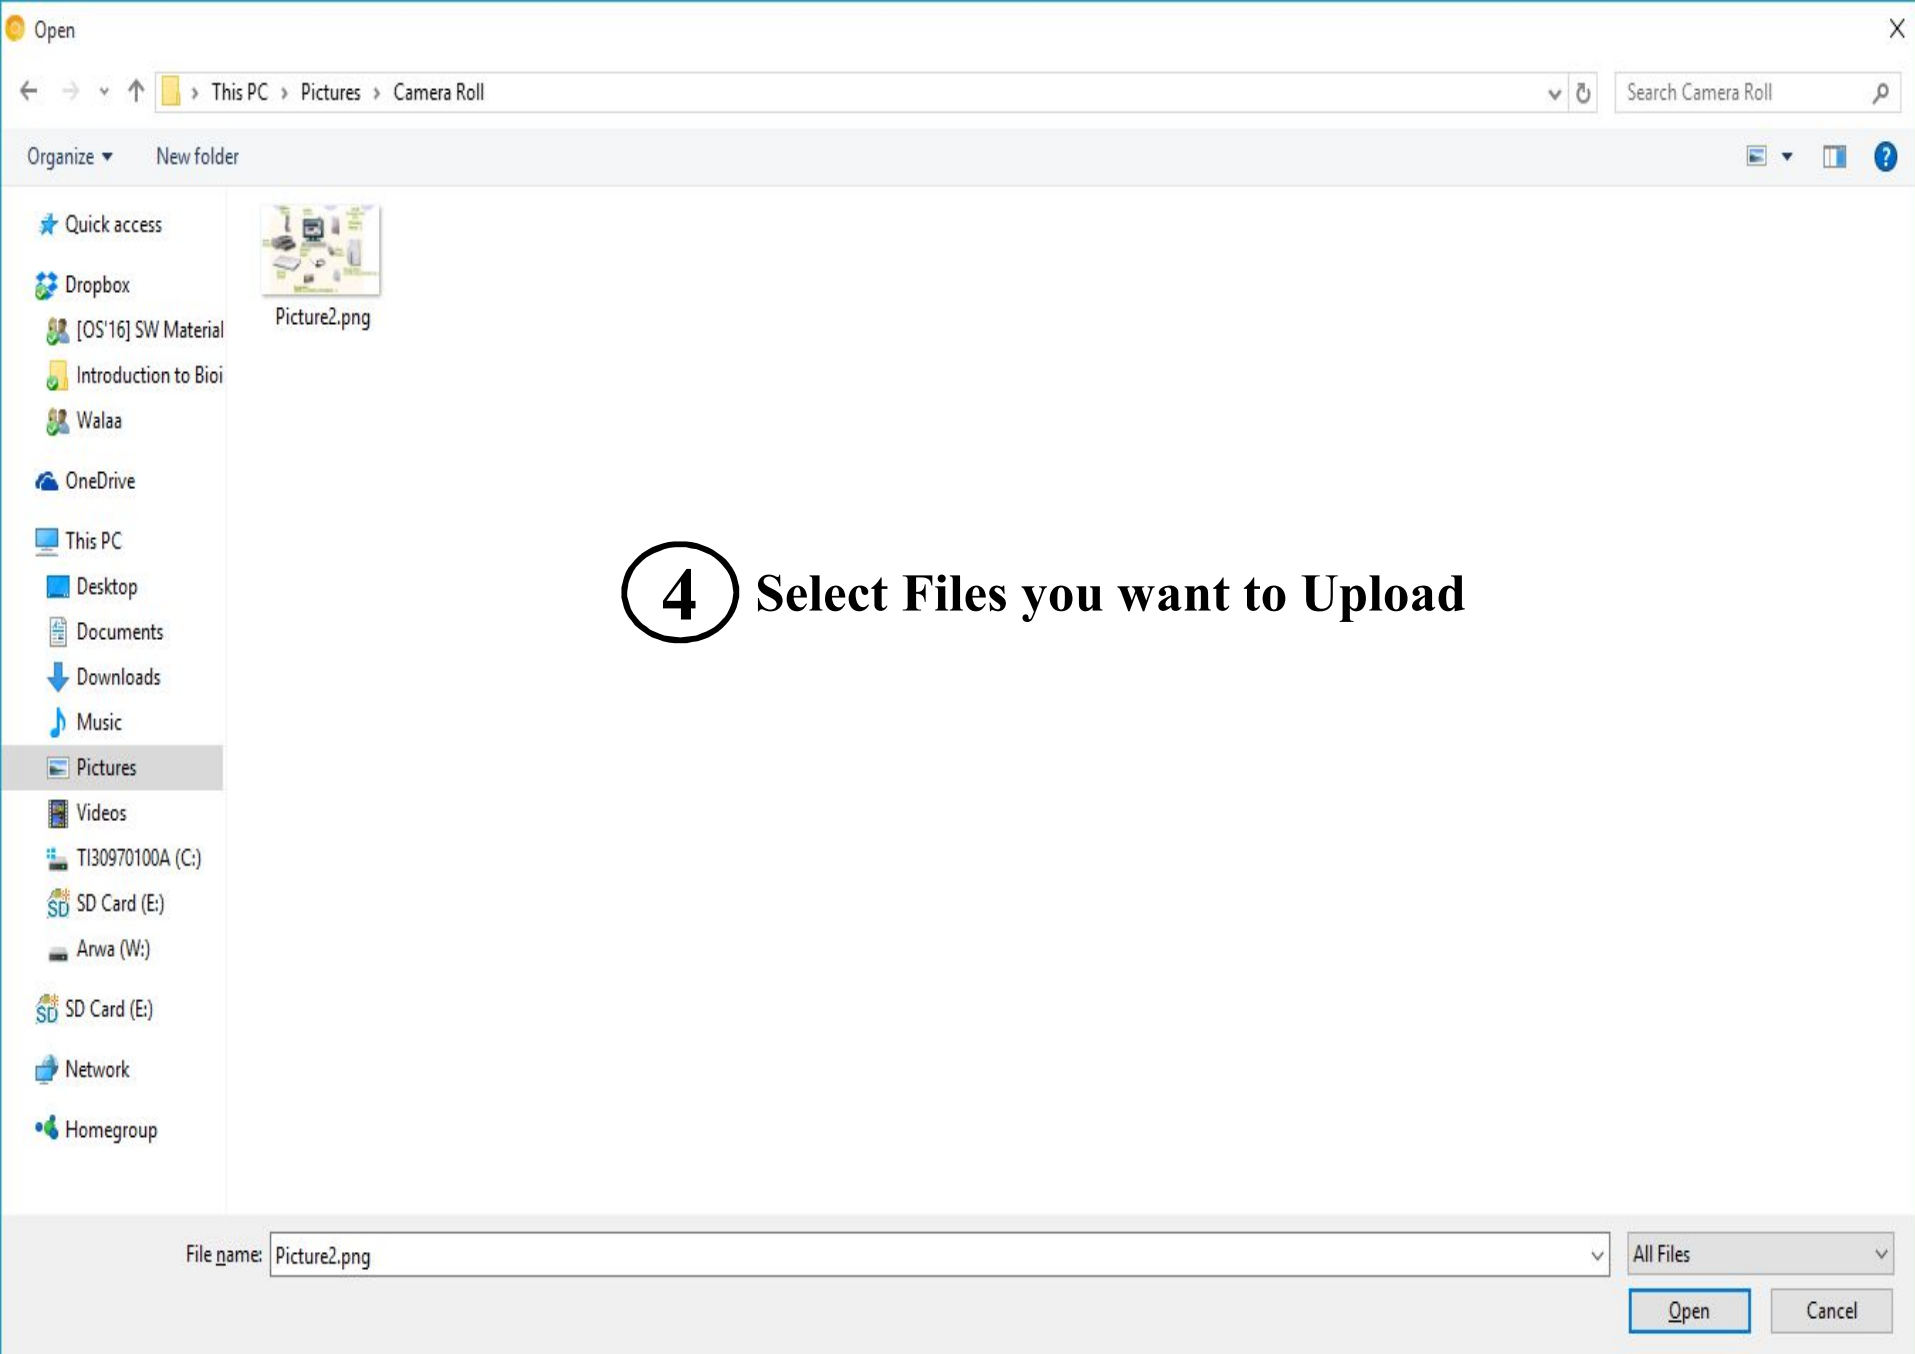 Open
This PC > Pictures > Camera Roll
Search Camera Roll
Organize
New folder
Quick access
Dropbox
[OS'16] SW Material
Introduction to Bioi
Walaa
OneDrive
This PC
Desktop
Documents
Downloads
Music
Pictures
Videos
TI30970100A (C:)
SD Card (E:)
Arwa (W:)
SD Card (E:)
Network
Homegroup
Picture2.png
4 Select Files you want to Upload
File name: Picture2.png
All Files
Open
Cancel